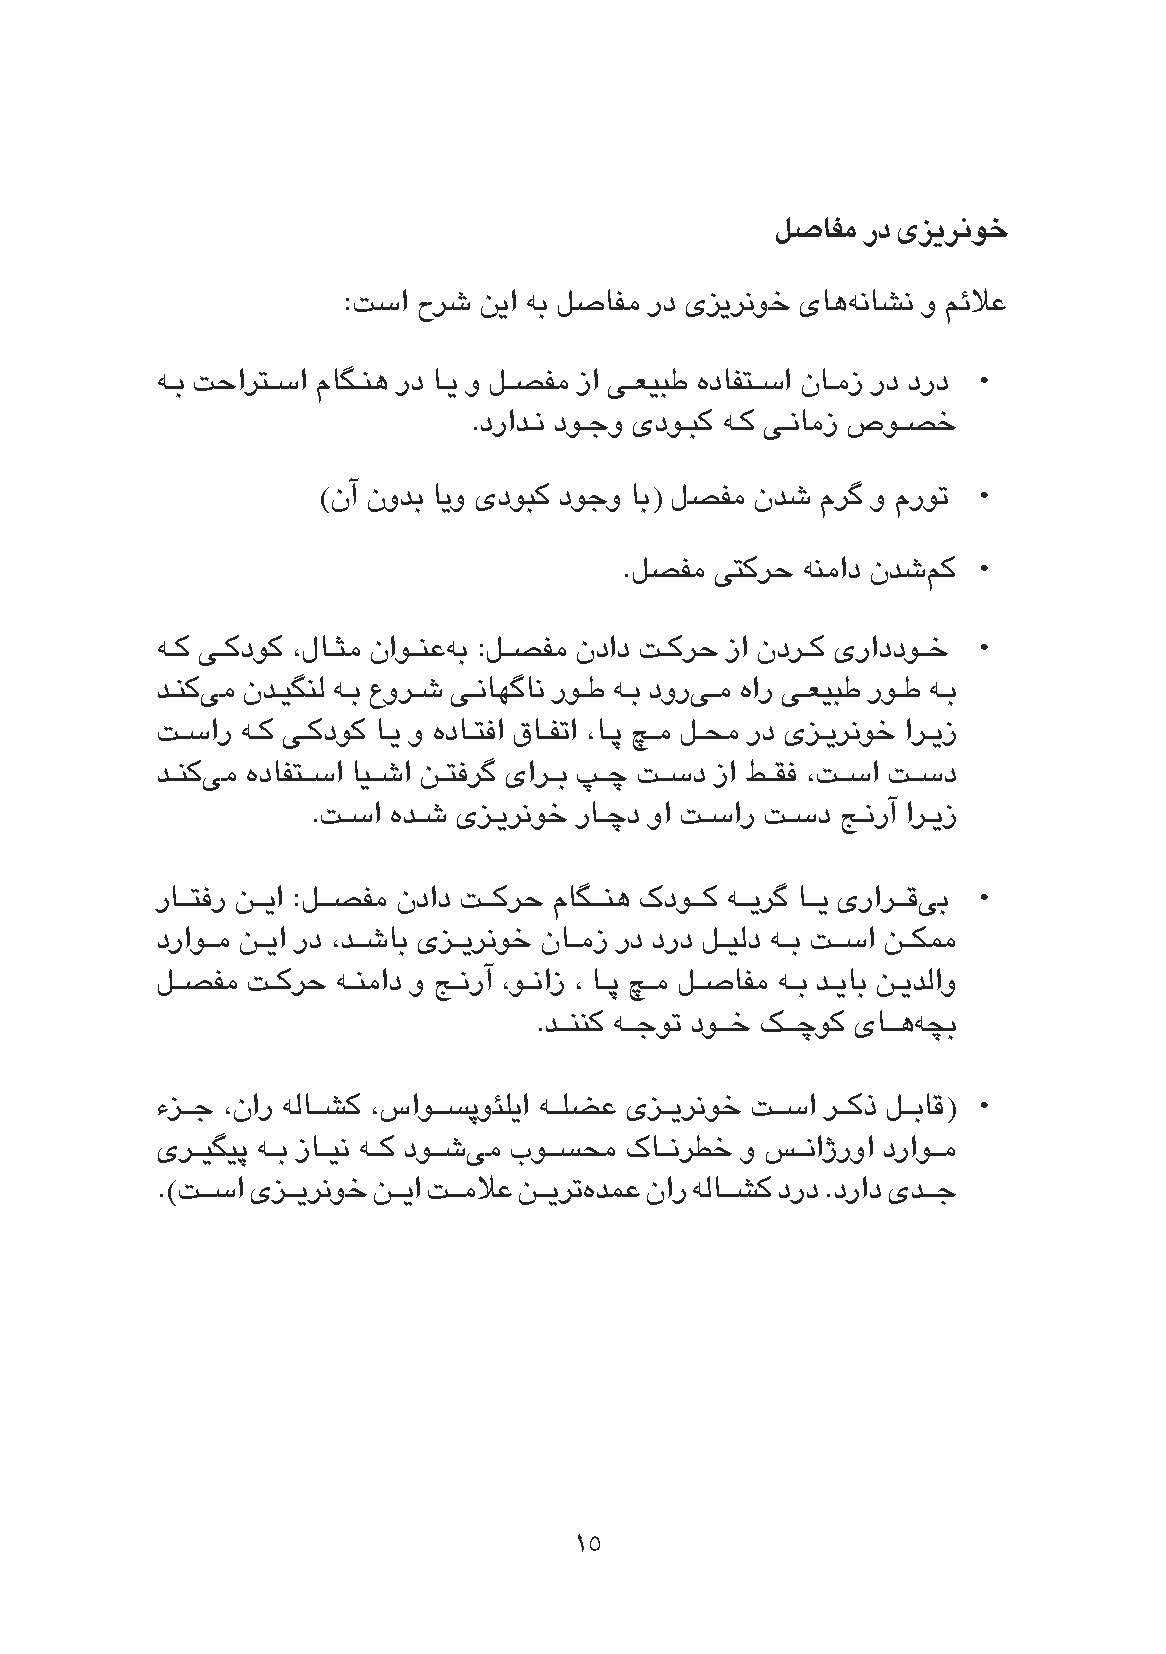 خونریزی در مفاصل
علائم و نشانه‌های خونریزی در مفاصل به این شرح است:
• درد در زمان استفاده طبیعی از مفصل و یا در هنگام استراحت به
خصوص زمانی که کبودی وجود ندارد.
• تورم و گرم شدن مفصل (با وجود کبودی ویا بدون آن)
• کم‌شدن دامنه حرکتی مفصل.
• خودداری کردن از حرکت دادن مفصل: به‌عنوان مثال، کودکی که
به طور طبیعی راه می‌رود به طور ناگهانی شروع به لنگیدن می‌کند
زیرا خونریزی در محل مچ پا، اتفاق افتاده و یا کودکی که راست
دست است، فقط از دست چپ برای گرفتن اشیا استفاده می‌کند
زیرا آرنج دست راست او دچار خونریزی شده است.
• بی‌قراری یا گریه کودک هنگام حرکت دادن مفصل: این رفتار
ممکن است به دلیل درد در زمان خونریزی باشد، در این موارد
والدین باید به مفاصل مچ پا ، زانو، آرنج و دامنه حرکت مفصل
بچه‌های کوچک خود توجه کنند.
• (قابل ذکر است خونریزی عضله ایلئوپسواس، کشاله ران، جزء
موارد اورژانس و خطرناک محسوب می‌شود که نیاز به پیگیری
جدی دارد. درد کشاله ران عمده‌ترین علامت این خونریزی است).
۱۵